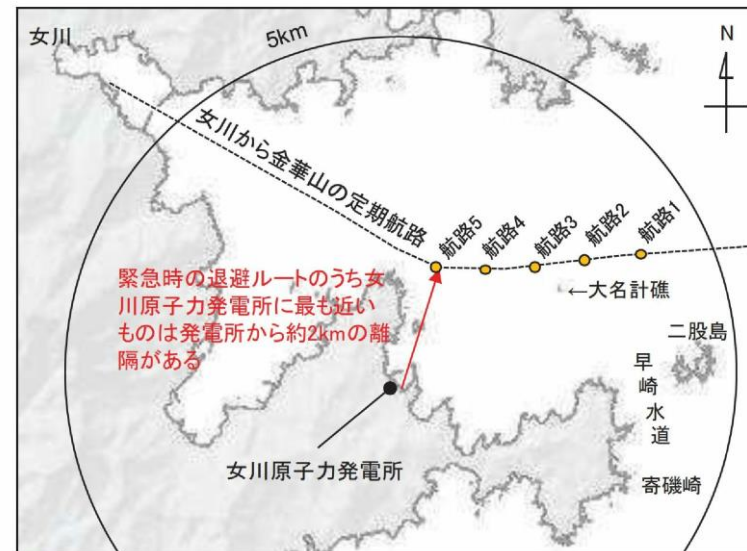 女川
5km
N
女川から金華山の定期航路
航路5
航路4
航路3
航路2
航路1
緊急時の退避ルートのうち女
川原子力発電所に最も近い
ものは発電所から約2kmの離
隔がある
←大名計礁
二股島
早崎水道
女川原子力発電所
寄磯崎